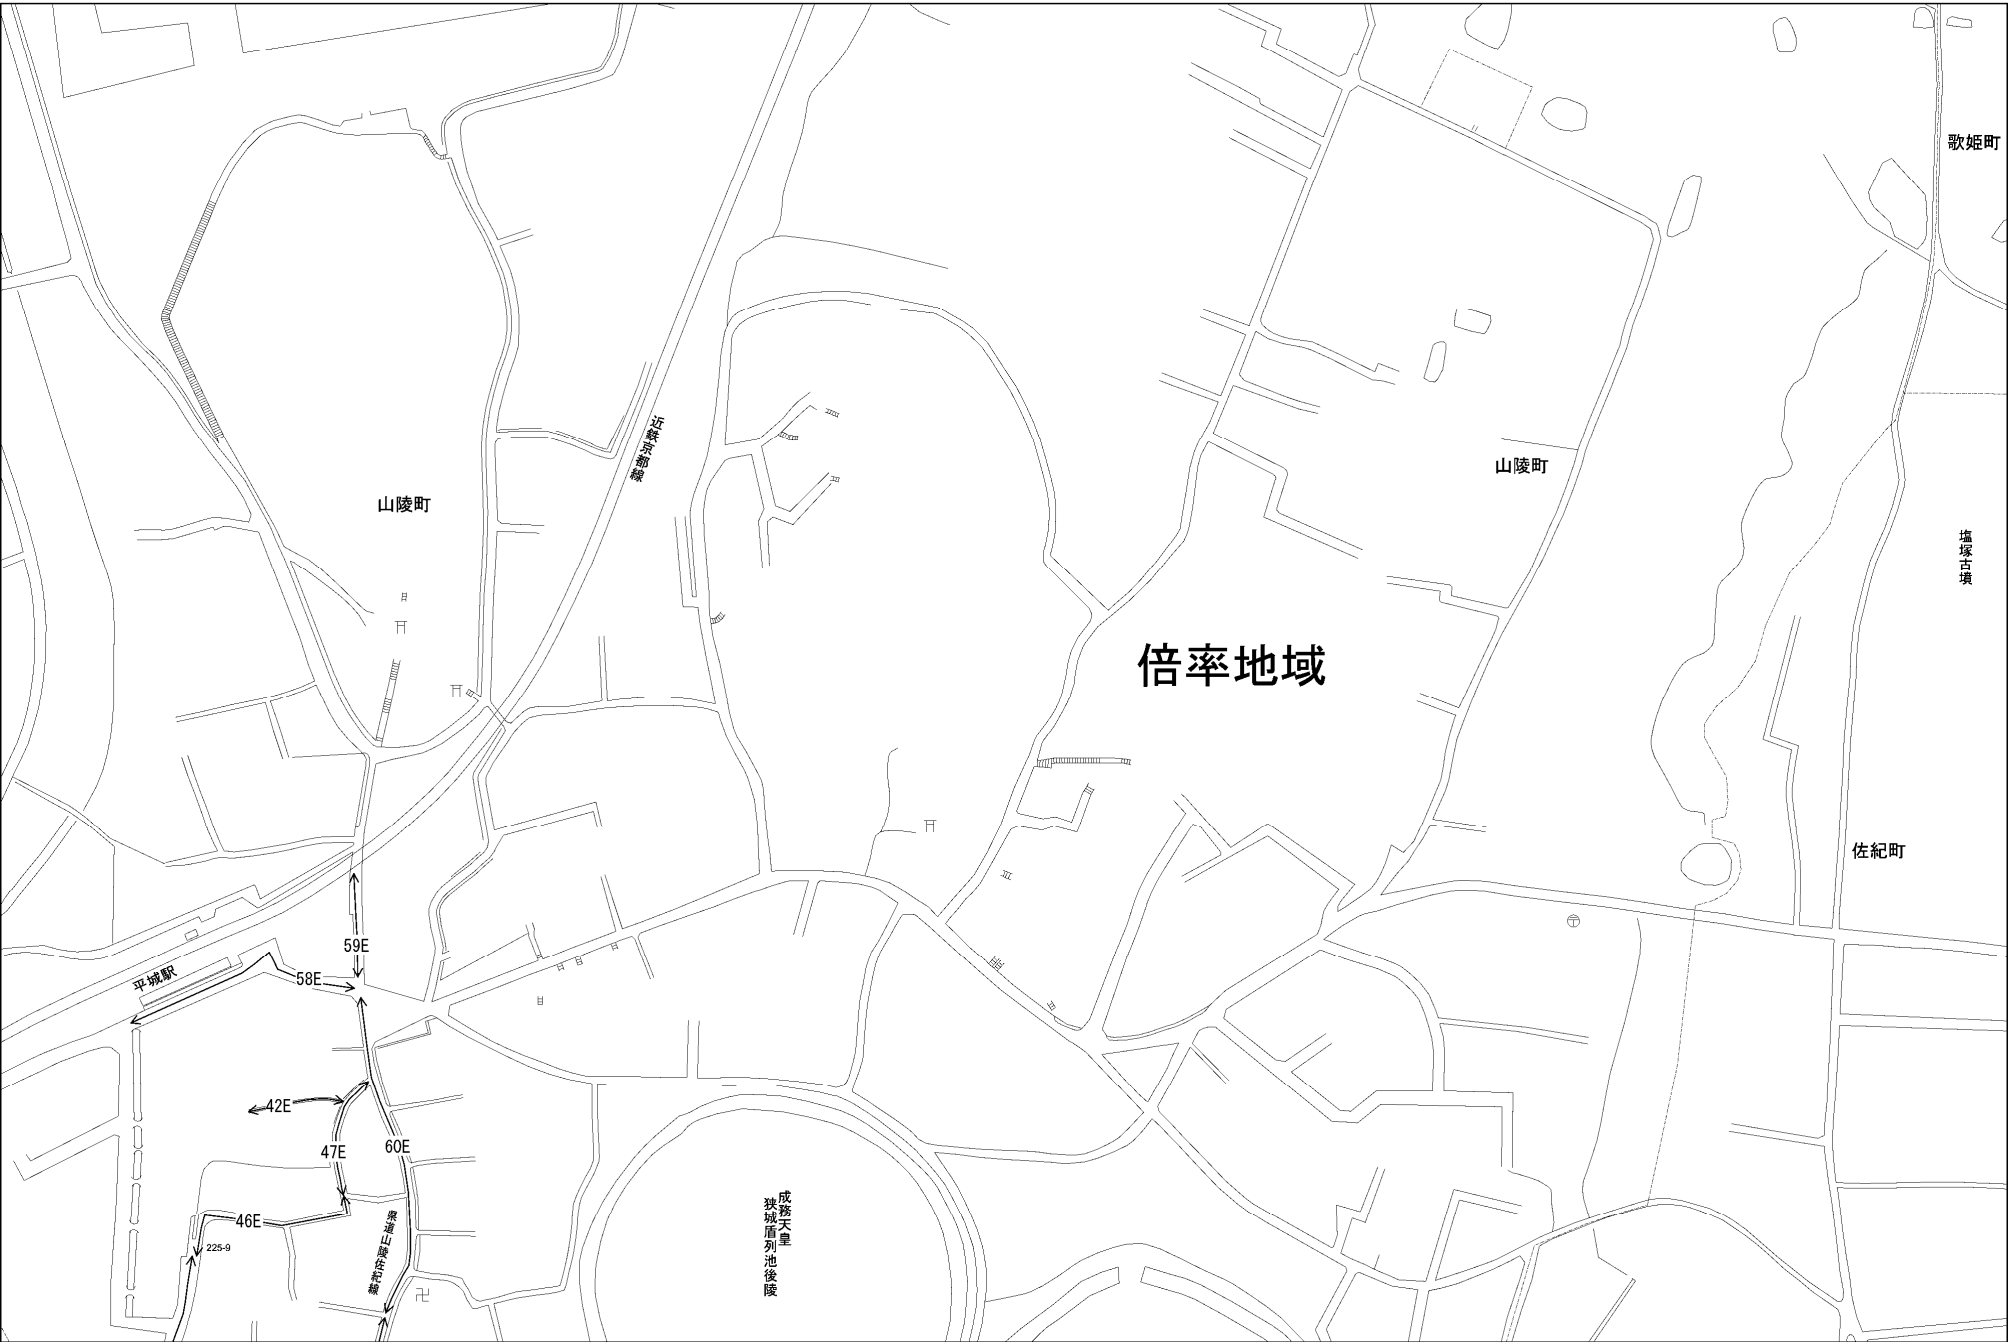 歌姫町
近鉄京都線
山陵町
山陵町
塩塚古墳
倍率地域
佐紀町
59E
平城駅
58E
42E
47E
60E
46E
225-9
県道山陵佐紀線
成務天皇
狭城盾列池後陵